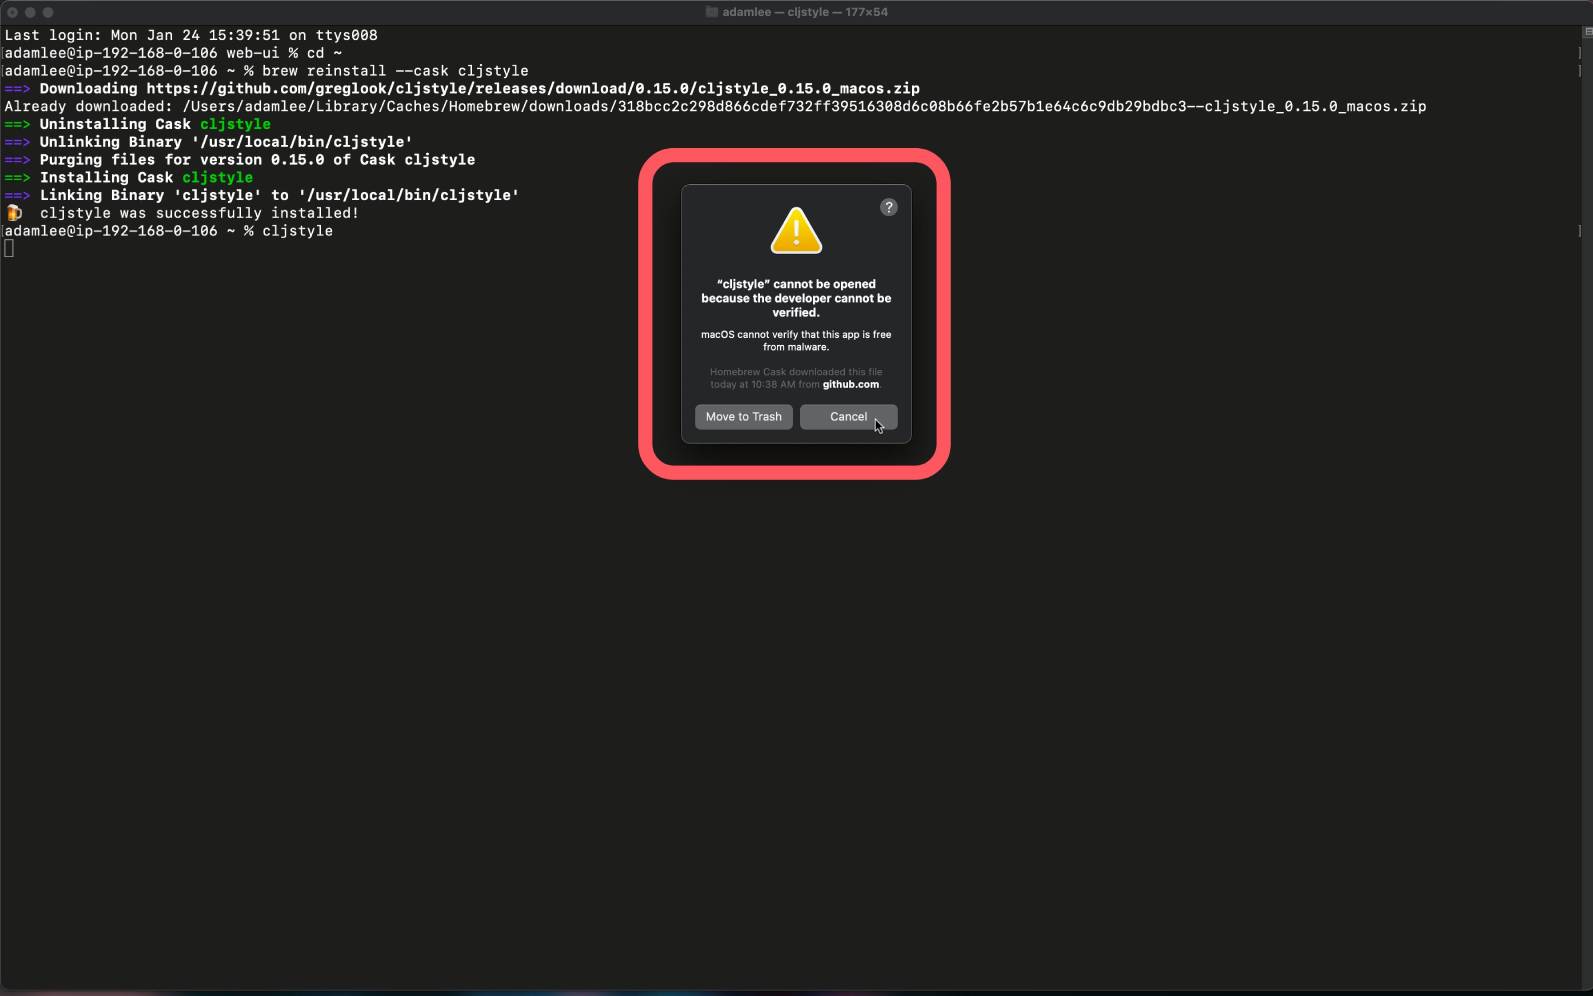 adamlee — cljstyle — 177×54
Last login: Mon Jan 24 15:39:51 on ttys008
[adamlee@ip-192-168-0-106 web-ui % cd ~ ]
[adamlee@ip-192-168-0-106 ~ % brew reinstall --cask cljstyle ]
==> Downloading https://github.com/greglook/cljstyle/releases/download/0.15.0/cljstyle_0.15.0_macos.zip
Already downloaded: /Users/adamlee/Library/Caches/Homebrew/downloads/318bcc2c298d866cdef732ff39516308d6c08b66fe2b57b1e64c6c9db29bdbc3--cljstyle_0.15.0_macos.zip
==> Uninstalling Cask cljstyle
==> Unlinking Binary '/usr/local/bin/cljstyle'
==> Purging files for version 0.15.0 of Cask cljstyle
==> Installing Cask cljstyle
==> Linking Binary 'cljstyle' to '/usr/local/bin/cljstyle'
🍺 cljstyle was successfully installed!
[adamlee@ip-192-168-0-106 ~ % cljstyle ]
?
“cljstyle” cannot be opened
because the developer cannot be
verified.
macOS cannot verify that this app is free
from malware.
Homebrew Cask downloaded this file
today at 10:38 AM from github.com.
Move to Trash
Cancel